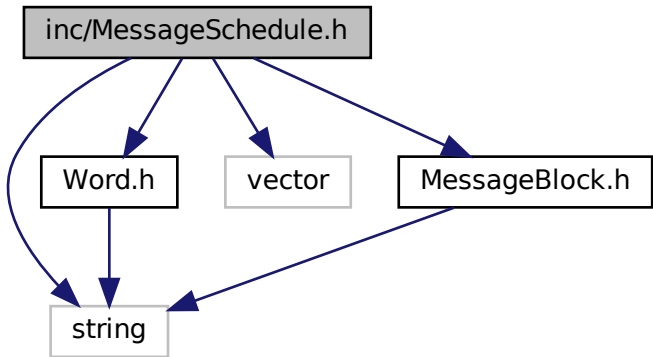 inc/MessageSchedule.h
Word.h
vector
MessageBlock.h
string